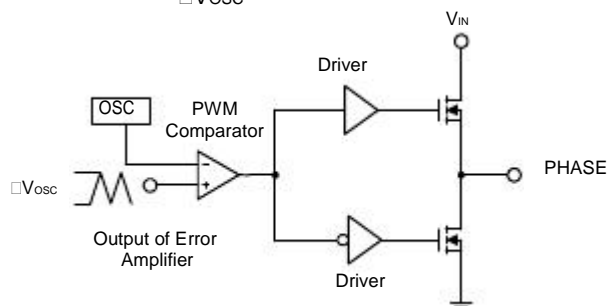 □VOSC
VIN
Driver
OSC
PWM
Comparator
PHASE
□VOSC
Output of Error
Amplifier
Driver